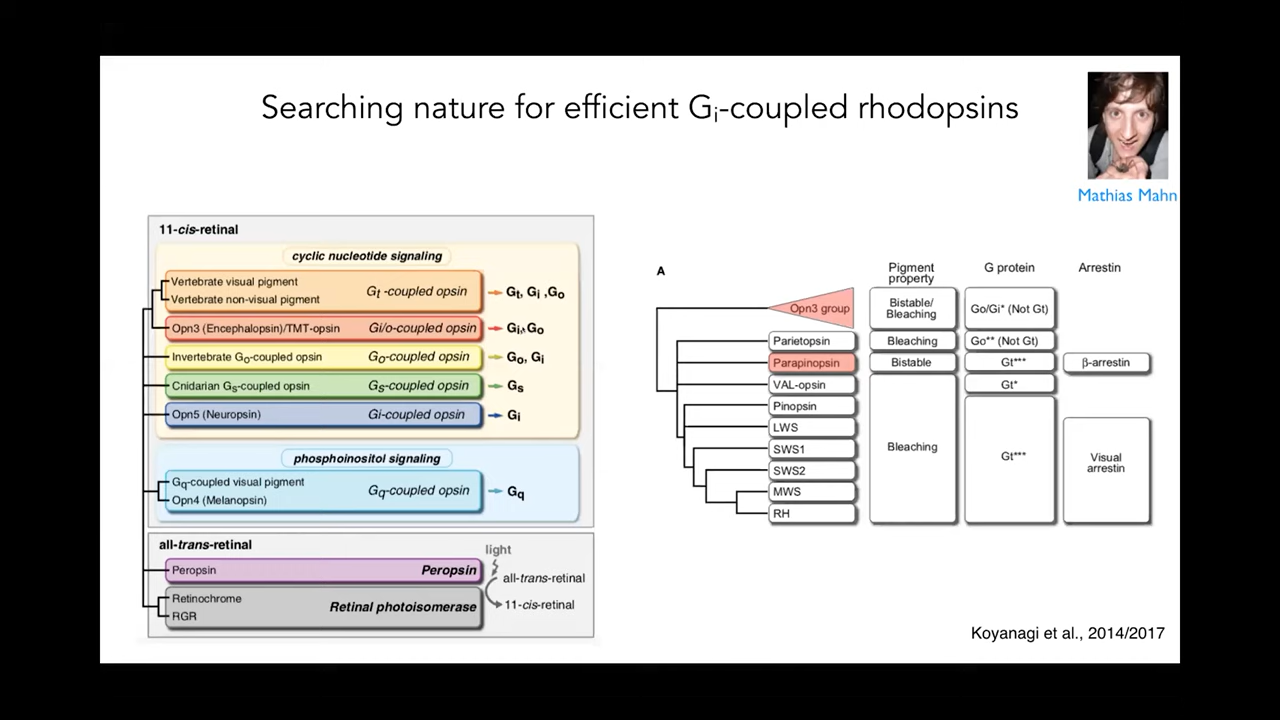 Searching nature for efficient Gi-coupled rhodopsins
Mathias Mahn
11-cis-retinal
cyclic nucleotide signaling
Vertebrate visual pigment
Vertebrate non-visual pigment
Gt -coupled opsin
Gt, Gi ,Go
Opn3 (Encephalopsin)/TMT-opsin
Gi/o-coupled opsin
Gi, Go
Invertebrate Go-coupled opsin
Go-coupled opsin
Go, Gi
Cnidarian Gs-coupled opsin
Gs-coupled opsin
Gs
Opn5 (Neuropsin)
Gi-coupled opsin
Gi
phosphoinositol signaling
Gq-coupled visual pigment
Opn4 (Melanopsin)
Gq-coupled opsin
Gq
all-trans-retinal
Peropsin
Peropsin
Retinochrome
RGR
Retinal photoisomerase
light
all-trans-retinal
11-cis-retinal
A
Pigment
property
G protein
Arrestin
Opn3 group
Bistable/
Bleaching
Go/Gi* (Not Gt)
Parietopsin
Bleaching
Go** (Not Gt)
Parapinopsin
Bistable
Gt***
β-arrestin
VAL-opsin
Gt*
Pinopsin
LWS
SWS1
SWS2
MWS
RH
Bleaching
Gt***
Visual
arrestin
Koyanagi et al., 2014/2017